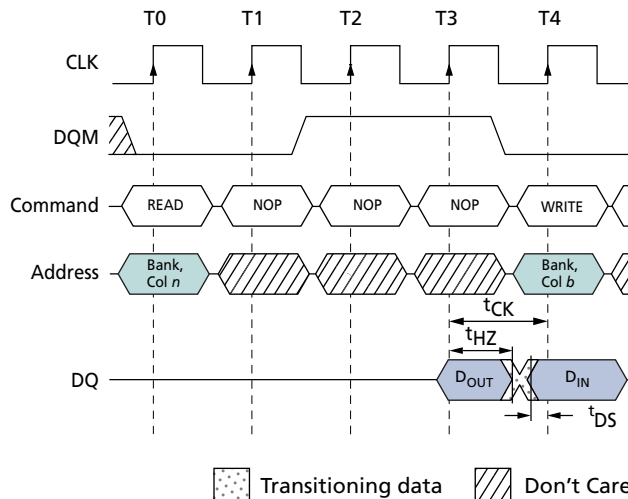 T0 T1 T2 T3 T4
CLK
DQM
Command READ NOP NOP NOP WRITE
Address Bank, Col n Bank, Col b
tCK
tHZ
DQ DOUT DIN
tDS
Transitioning data Don't Care